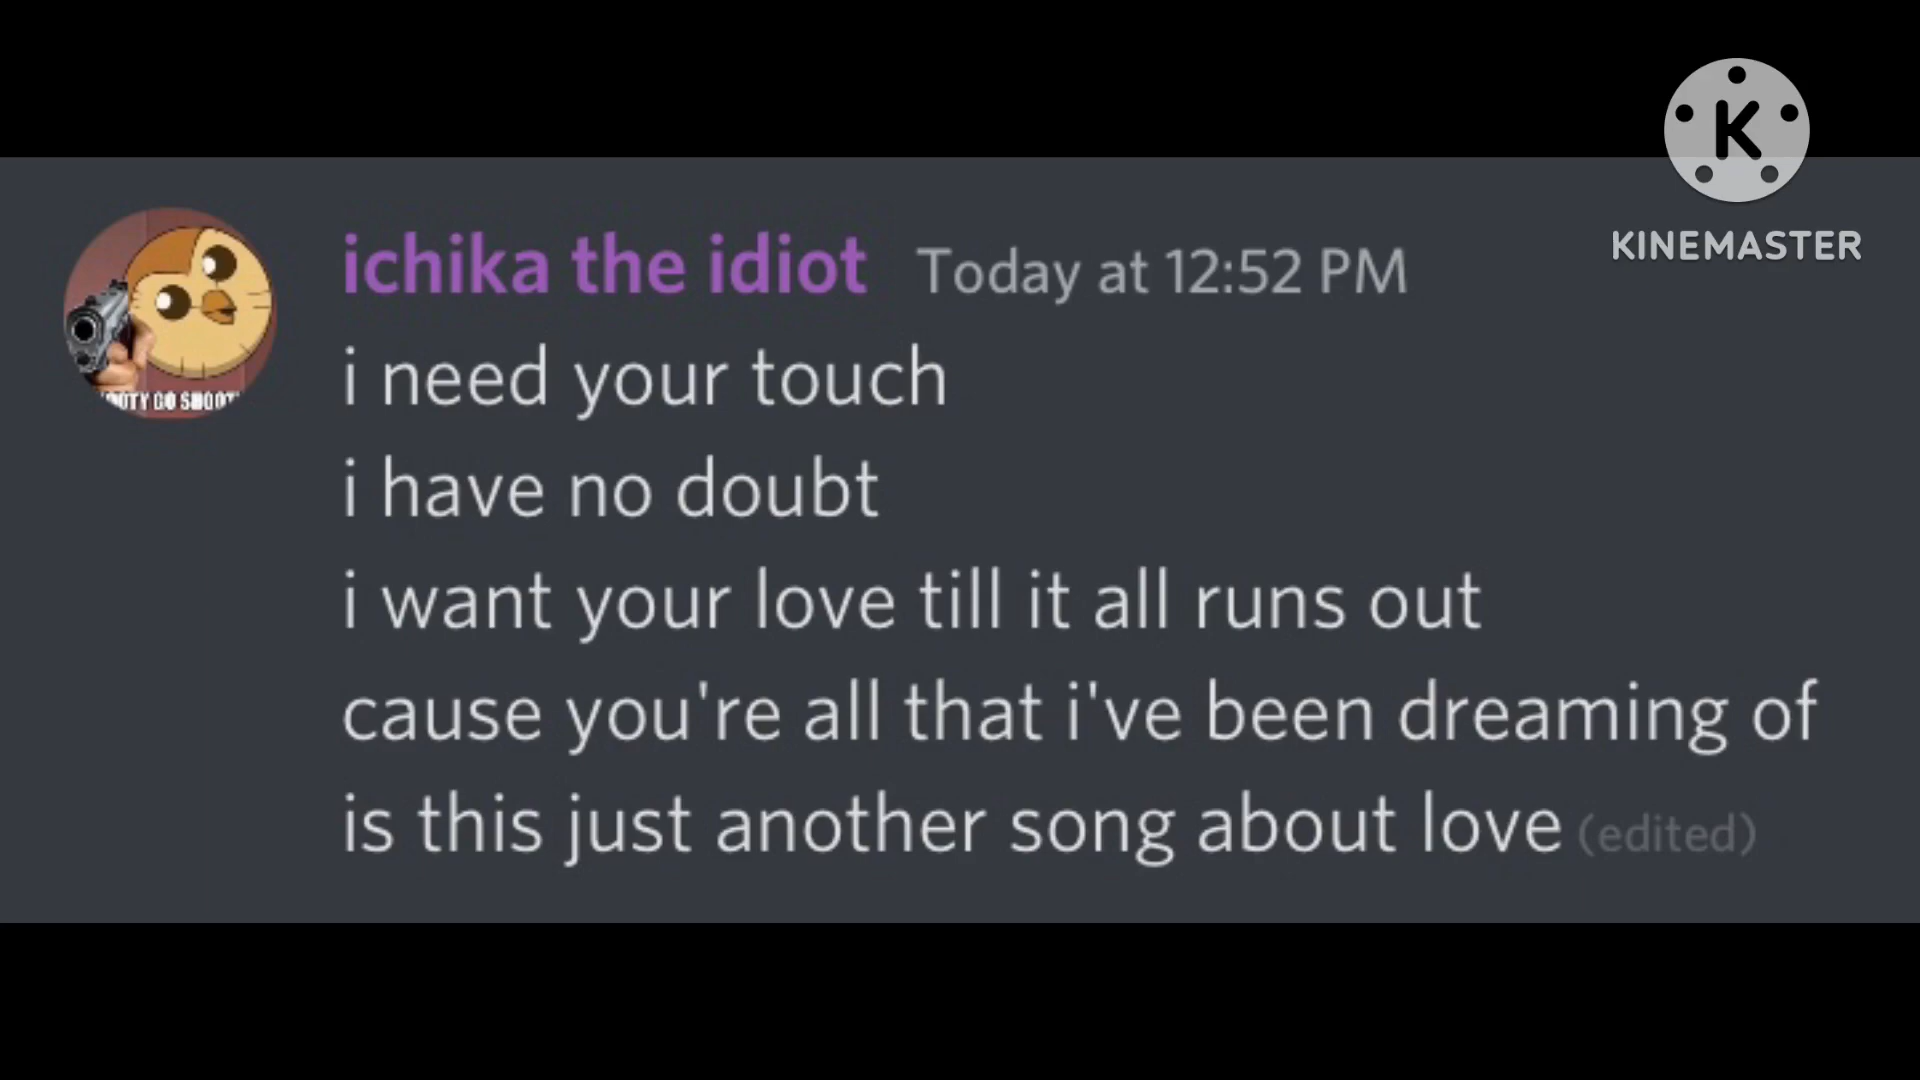 K
KINEMASTER
ichika the idiot Today at 12:52 PM
GO SHOOT
i need your touch
i have no doubt
i want your love till it all runs out
cause you're all that i've been dreaming of
is this just another song about love (edited)